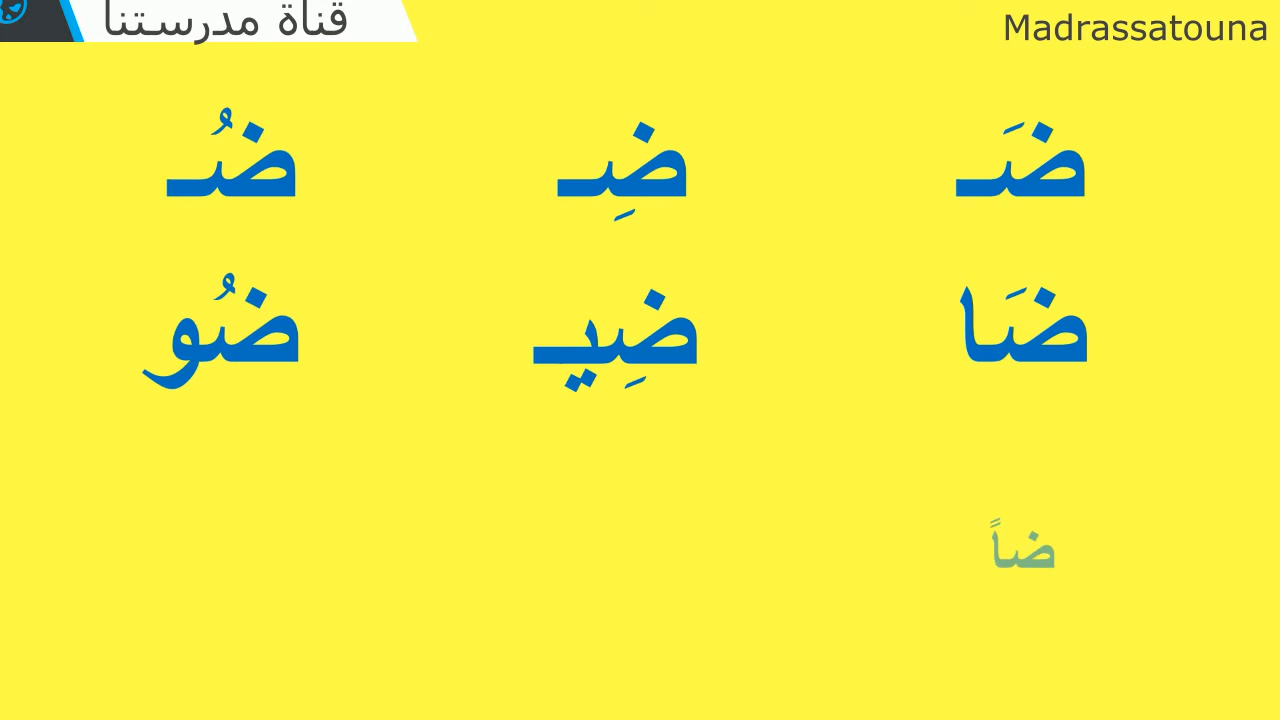 قناة مدرستنا
Madrassatouna
ضَـ ضِـ ضُـ
ضَا ضِيـ ضُو
ضاً